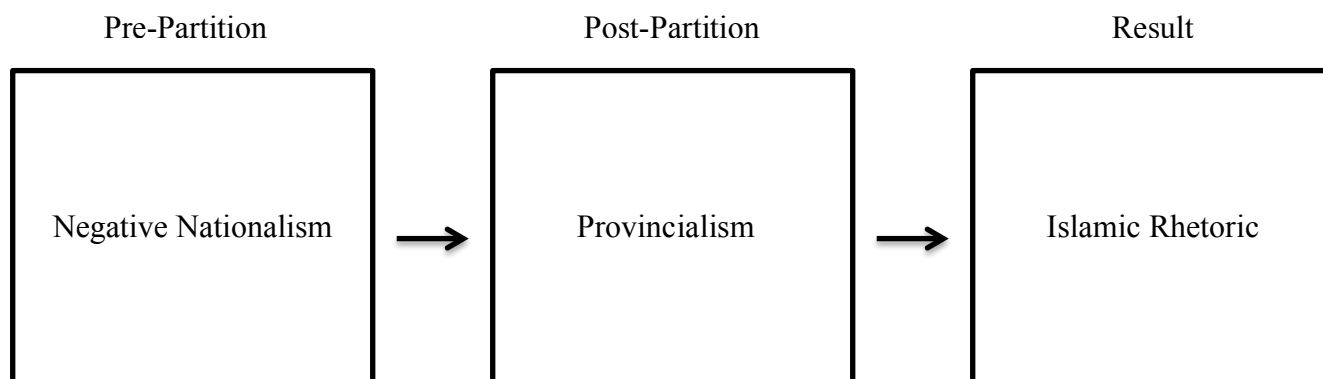 Pre-Partition
Post-Partition
Result
Negative Nationalism
Provincialism
Islamic Rhetoric